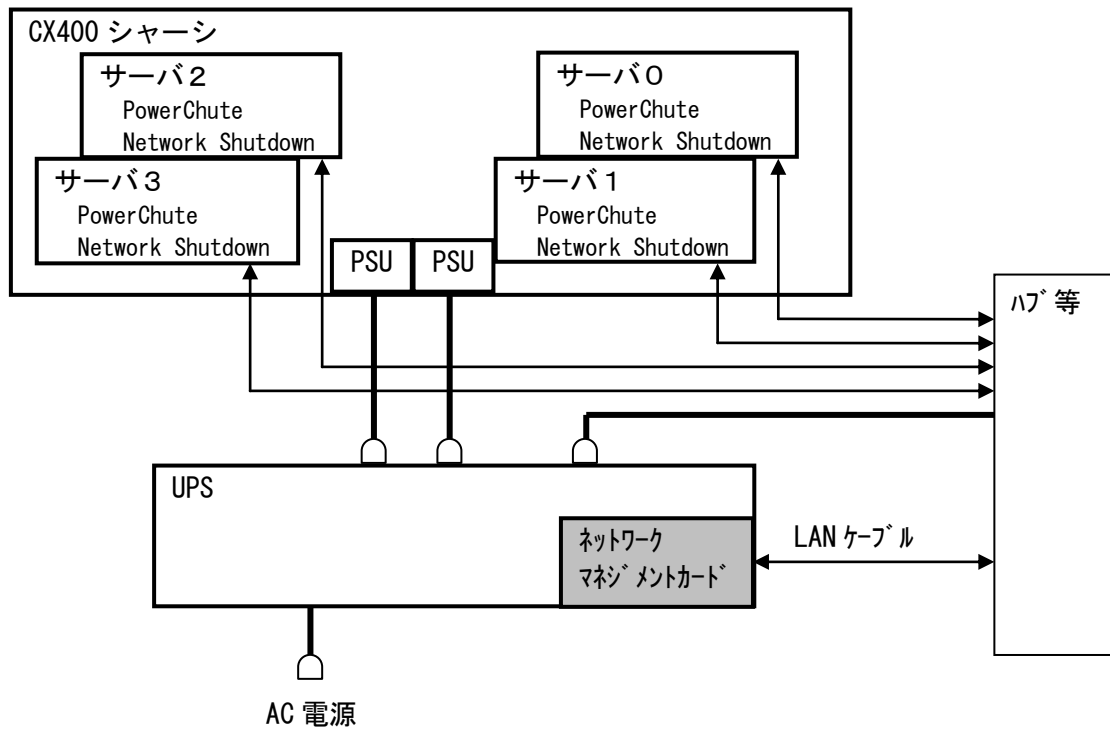 CX400 シャーシ
サーバ２
PowerChute
Network Shutdown
サーバ０
PowerChute
Network Shutdown
サーバ３
PowerChute
Network Shutdown
サーバ１
PowerChute
Network Shutdown
PSU
PSU
ﾊﾌﾞ等
UPS
ﾈｯﾄﾜｰｸ
ﾏﾈｼﾞﾒﾝﾄｶｰﾄﾞ
LAN ｹｰﾌﾞﾙ
AC 電源